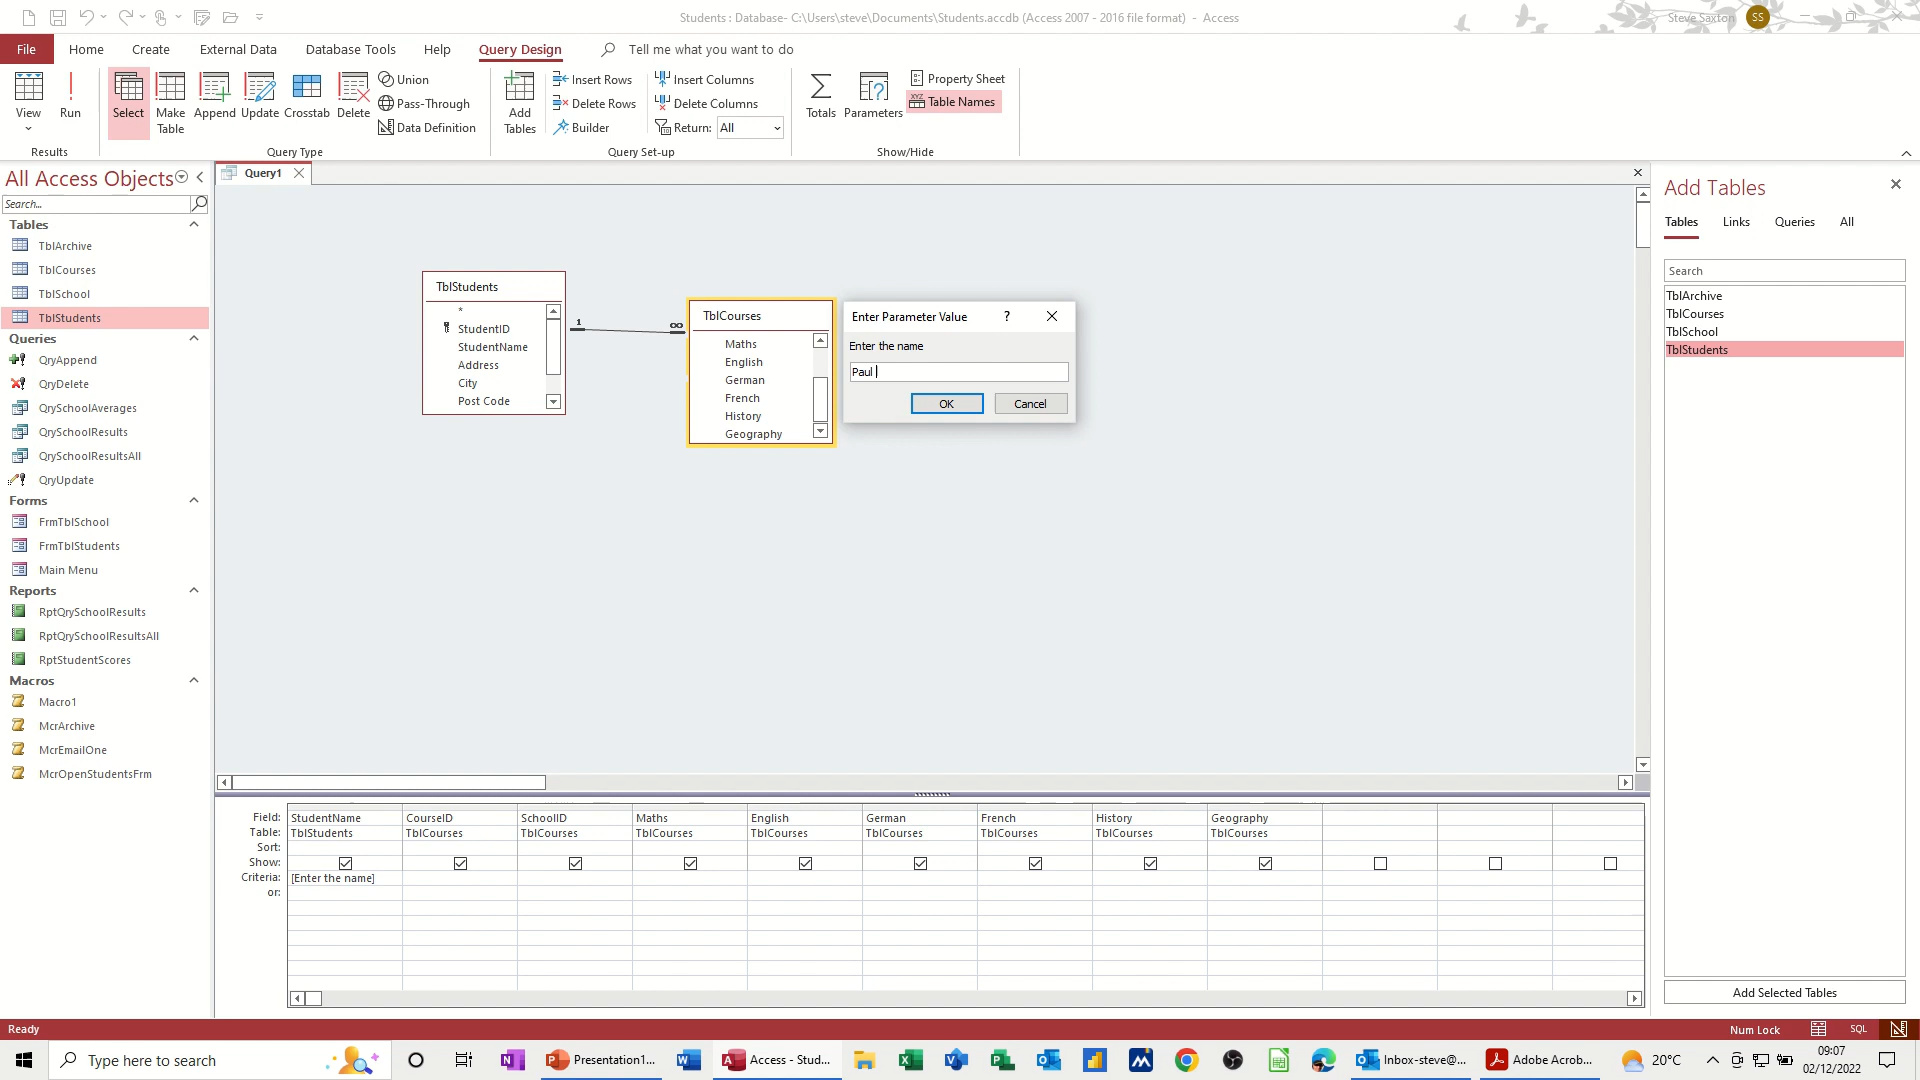 Students : Database- C:\Users\steve\Documents\Students.accdb (Access 2007 - 2016 file format) - Access
Steve Saxton
SS
File
Home
Create
External Data
Database Tools
Help
Query Design
Tell me what you want to do
View
Run
Results
Select
Make Table
Append
Update
Crosstab
Delete
Union
Pass-Through
Data Definition
Query Type
Add Tables
Insert Rows
Delete Rows
Builder
Insert Columns
Delete Columns
Return: All
Query Set-up
Totals
Parameters
Property Sheet
Table Names
Show/Hide
All Access Objects
Search...
Tables
TblArchive
TblCourses
TblSchool
TblStudents
Queries
QryAppend
QryDelete
QrySchoolAverages
QrySchoolResults
QrySchoolResultsAll
QryUpdate
Forms
FrmTblSchool
FrmTblStudents
Main Menu
Reports
RptQrySchoolResults
RptQrySchoolResultsAll
RptStudentScores
Macros
Macro1
McrArchive
McrEmailOne
McrOpenStudentsFrm
Query1
TblStudents
*
StudentID
StudentName
Address
City
Post Code
1
∞
TblCourses
Maths
English
German
French
History
Geography
Enter Parameter Value
?
Enter the name
Paul
OK
Cancel
Field: StudentName CourseID SchoolID Maths English German French History Geography
Table: TblStudents TblCourses TblCourses TblCourses TblCourses TblCourses TblCourses TblCourses TblCourses
Sort:
Show:
Criteria: [Enter the name]
or:
Add Tables
Tables
Links
Queries
All
Search
TblArchive
TblCourses
TblSchool
TblStudents
Add Selected Tables
Ready
Num Lock
SQL
Type here to search
Presentation1...
Access - Stud...
Inbox-steve@...
Adobe Acrob...
20°C
09:07
02/12/2022